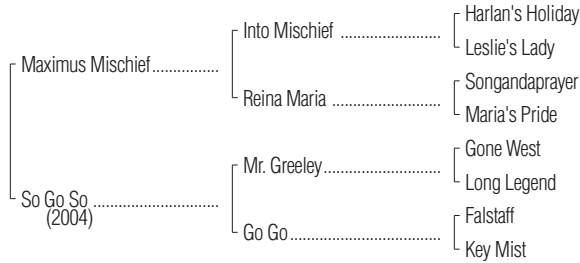 Harlan's Holiday
Into Mischief ....................
Leslie's Lady
Maximus Mischief.............
Songandaprayer
Reina Maria .....................
Maria's Pride
Gone West
Mr. Greeley.......................
Long Legend
So Go So .........................
(2004)
Falstaff
Go Go..............................
Key Mist